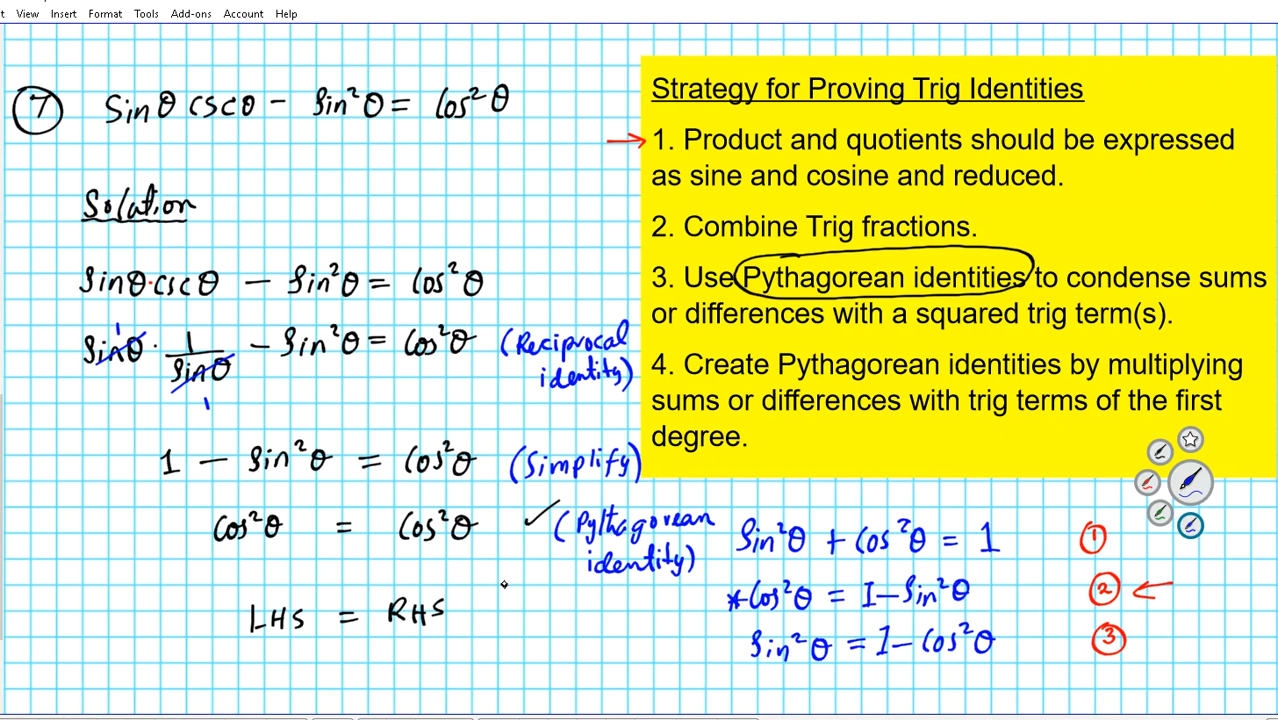 View Insert Format Tools Add-ons Account Help
7 Sinθ cscθ - Sin²θ = Cos²θ
Solution
Sinθ·cscθ - Sin²θ = Cos²θ
1
Sinθ · 1/Sinθ - Sin²θ = Cos²θ (Reciprocal
identity)
1
1 - Sin²θ = Cos²θ (Simplify)
Cos²θ = Cos²θ ✓ (Pythagorean
identity)
LHS = RHS
Strategy for Proving Trig Identities
→ 1. Product and quotients should be expressed
as sine and cosine and reduced.
2. Combine Trig fractions.
3. Use Pythagorean identities to condense sums
or differences with a squared trig term(s).
4. Create Pythagorean identities by multiplying
sums or differences with trig terms of the first
degree.
Sin²θ + Cos²θ = 1 1
*Cos²θ = 1 - Sin²θ 2 ←
Sin²θ = 1 - Cos²θ 3